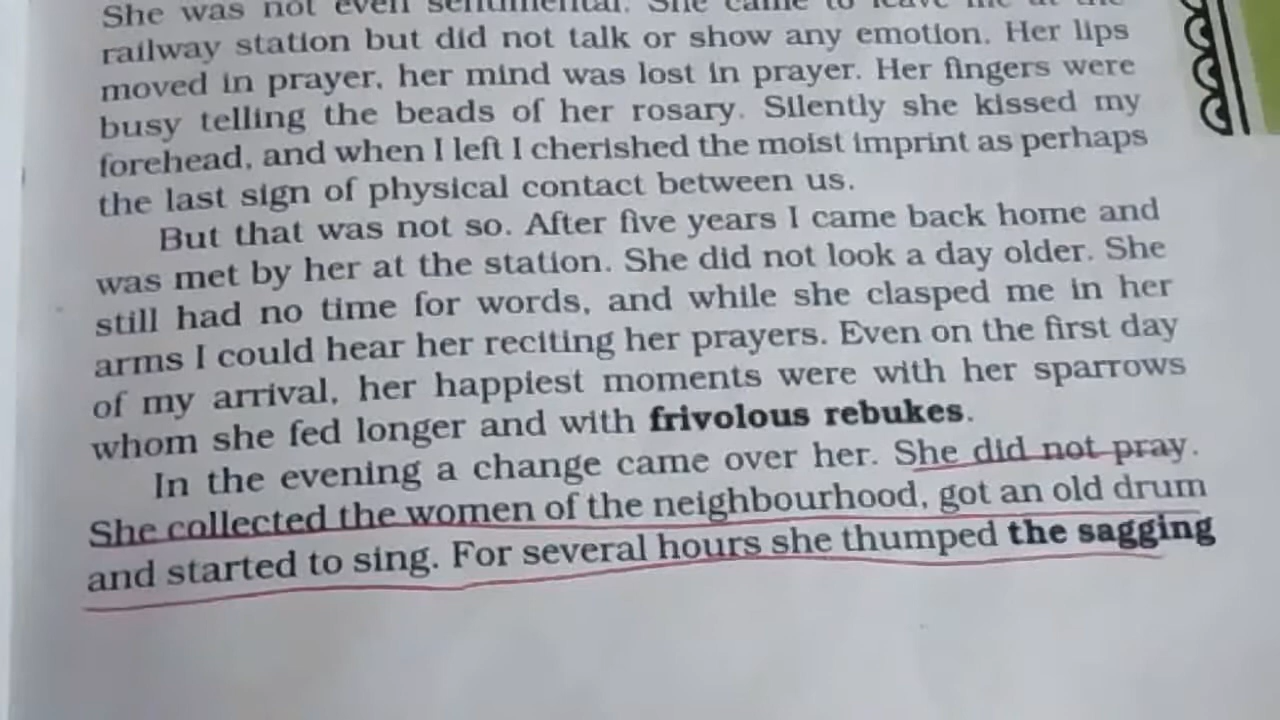 She was not even sentimental. She came to leave me at the
railway station but did not talk or show any emotion. Her lips
moved in prayer, her mind was lost in prayer. Her fingers were
busy telling the beads of her rosary. Silently she kissed my
forehead, and when I left I cherished the moist imprint as perhaps
the last sign of physical contact between us.
But that was not so. After five years I came back home and
was met by her at the station. She did not look a day older. She
still had no time for words, and while she clasped me in her
arms I could hear her reciting her prayers. Even on the first day
of my arrival, her happiest moments were with her sparrows
whom she fed longer and with frivolous rebukes.
In the evening a change came over her. She did not pray.
She collected the women of the neighbourhood, got an old drum
and started to sing. For several hours she thumped the sagging